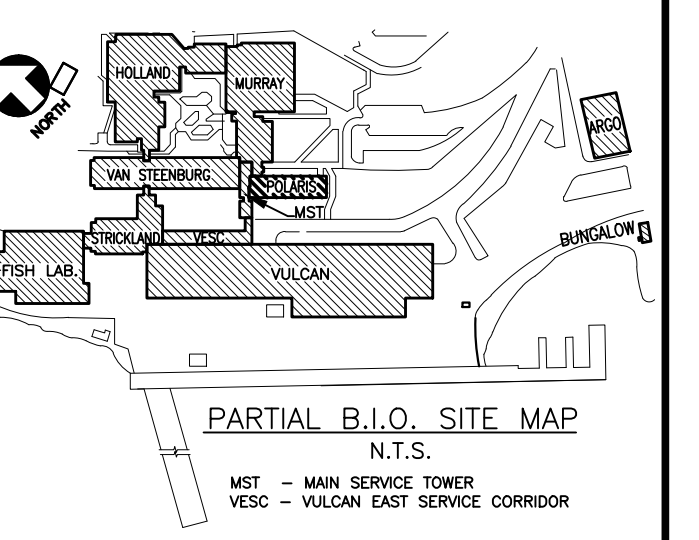 HOLLAND
MURRAY
NORTH
ARGO
VAN STEENBURG
POLARIS
MST
BUNGALOW
STRICKLAND
VESC
FISH LAB.
VULCAN
PARTIAL B.I.O. SITE MAP
N.T.S.
MST – MAIN SERVICE TOWER
VESC – VULCAN EAST SERVICE CORRIDOR